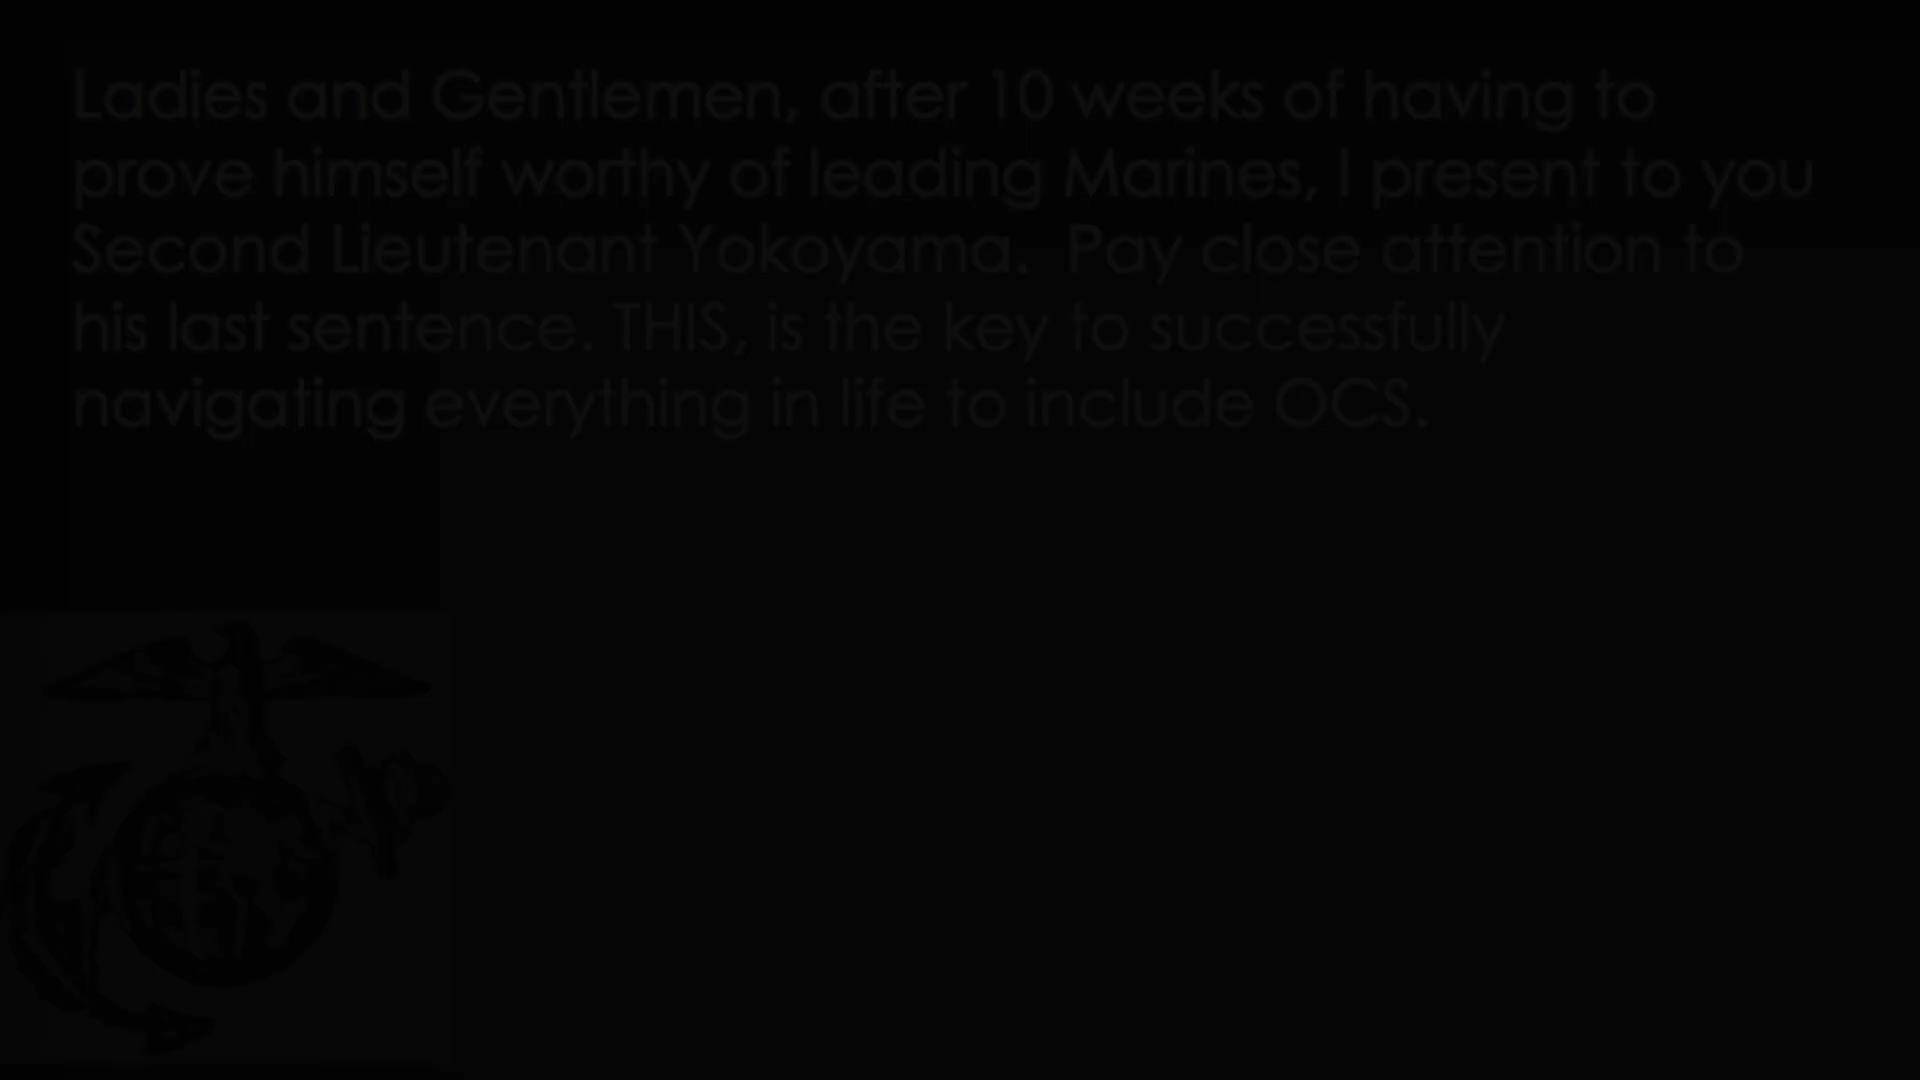 Ladies and Gentlemen, after 10 weeks of having to
prove himself worthy of leading Marines, I present to you
Second Lieutenant Yokoyama.  Pay close attention to
his last sentence. THIS, is the key to successfully
navigating everything in life to include OCS.